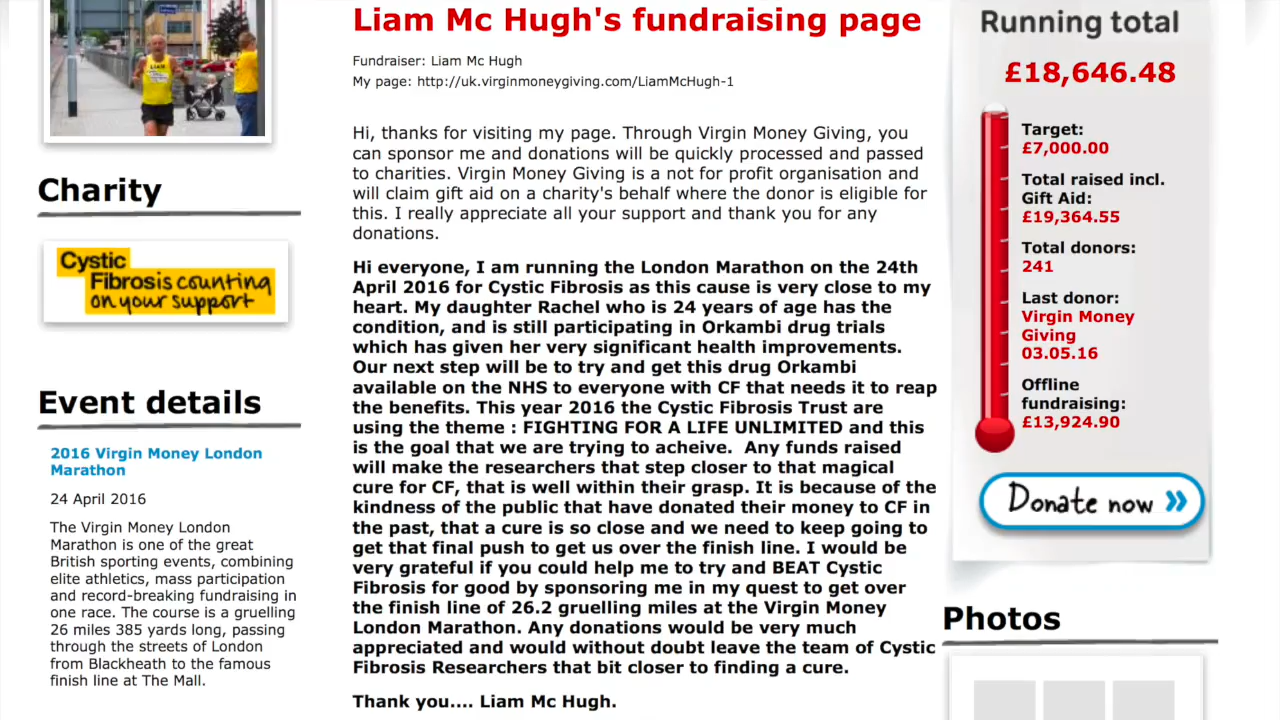 Liam Mc Hugh's fundraising page
Fundraiser: Liam Mc Hugh
My page: http://uk.virginmoneygiving.com/LiamMcHugh-1
Hi, thanks for visiting my page. Through Virgin Money Giving, you
can sponsor me and donations will be quickly processed and passed
to charities. Virgin Money Giving is a not for profit organisation and
will claim gift aid on a charity's behalf where the donor is eligible for
this. I really appreciate all your support and thank you for any
donations.
Hi everyone, I am running the London Marathon on the 24th
April 2016 for Cystic Fibrosis as this cause is very close to my
heart. My daughter Rachel who is 24 years of age has the
condition, and is still participating in Orkambi drug trials
which has given her very significant health improvements.
Our next step will be to try and get this drug Orkambi
available on the NHS to everyone with CF that needs it to reap
the benefits. This year 2016 the Cystic Fibrosis Trust are
using the theme : FIGHTING FOR A LIFE UNLIMITED and this
is the goal that we are trying to acheive.  Any funds raised
will make the researchers that step closer to that magical
cure for CF, that is well within their grasp. It is because of the
kindness of the public that have donated their money to CF in
the past, that a cure is so close and we need to keep going to
get that final push to get us over the finish line. I would be
very grateful if you could help me to try and BEAT Cystic
Fibrosis for good by sponsoring me in my quest to get over
the finish line of 26.2 gruelling miles at the Virgin Money
London Marathon. Any donations would be very much
appreciated and would without doubt leave the team of Cystic
Fibrosis Researchers that bit closer to finding a cure.
Thank you.... Liam Mc Hugh.
LIAM
Charity
Cystic
Fibrosis counting
on your support
Event details
2016 Virgin Money London
Marathon
24 April 2016
The Virgin Money London
Marathon is one of the great
British sporting events, combining
elite athletics, mass participation
and record-breaking fundraising in
one race. The course is a gruelling
26 miles 385 yards long, passing
through the streets of London
from Blackheath to the famous
finish line at The Mall.
Running total
£18,646.48
Target:
£7,000.00
Total raised incl.
Gift Aid:
£19,364.55
Total donors:
241
Last donor:
Virgin Money
Giving
03.05.16
Offline
fundraising:
£13,924.90
Donate now »
Photos